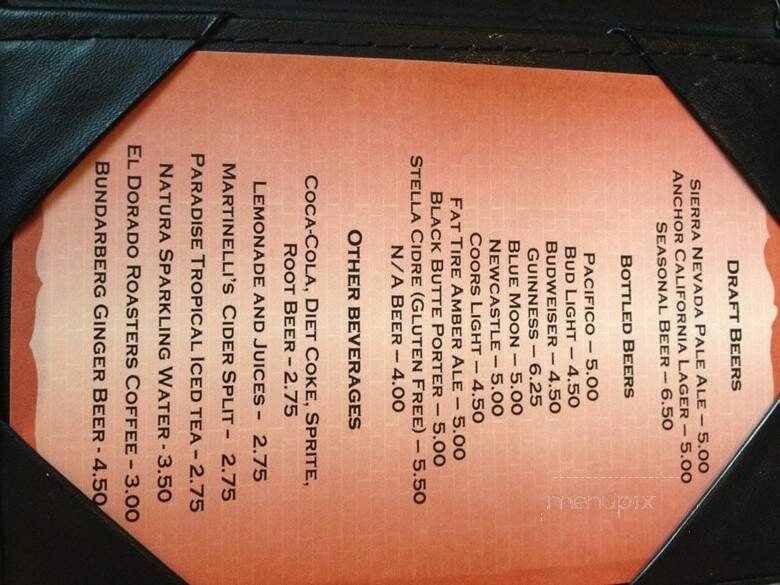 DRAFT BEERS
SIERRA NEVADA PALE ALE – 5.00
ANCHOR CALIFORNIA LAGER – 5.00
SEASONAL BEER – 6.50
BOTTLED BEERS
PACIFICO – 5.00
BUD LIGHT – 4.50
BUDWEISER – 4.50
GUINNESS – 6.25
BLUE MOON – 5.00
NEWCASTLE – 5.00
COORS LIGHT – 4.50
FAT TIRE AMBER ALE – 5.00
BLACK BUTTE PORTER – 5.00
STELLA CIDRE (GLUTEN FREE) – 5.50
N/A BEER – 4.00
OTHER BEVERAGES
COCA-COLA, DIET COKE, SPRITE,
ROOT BEER – 2.75
LEMONADE AND JUICES - 2.75
MARTINELLI'S CIDER SPLIT – 2.75
PARADISE TROPICAL ICED TEA – 2.75
NATURA SPARKLING WATER - 3.50
EL DORADO ROASTERS COFFEE – 3.00
BUNDARBERG GINGER BEER - 4.50
menupix